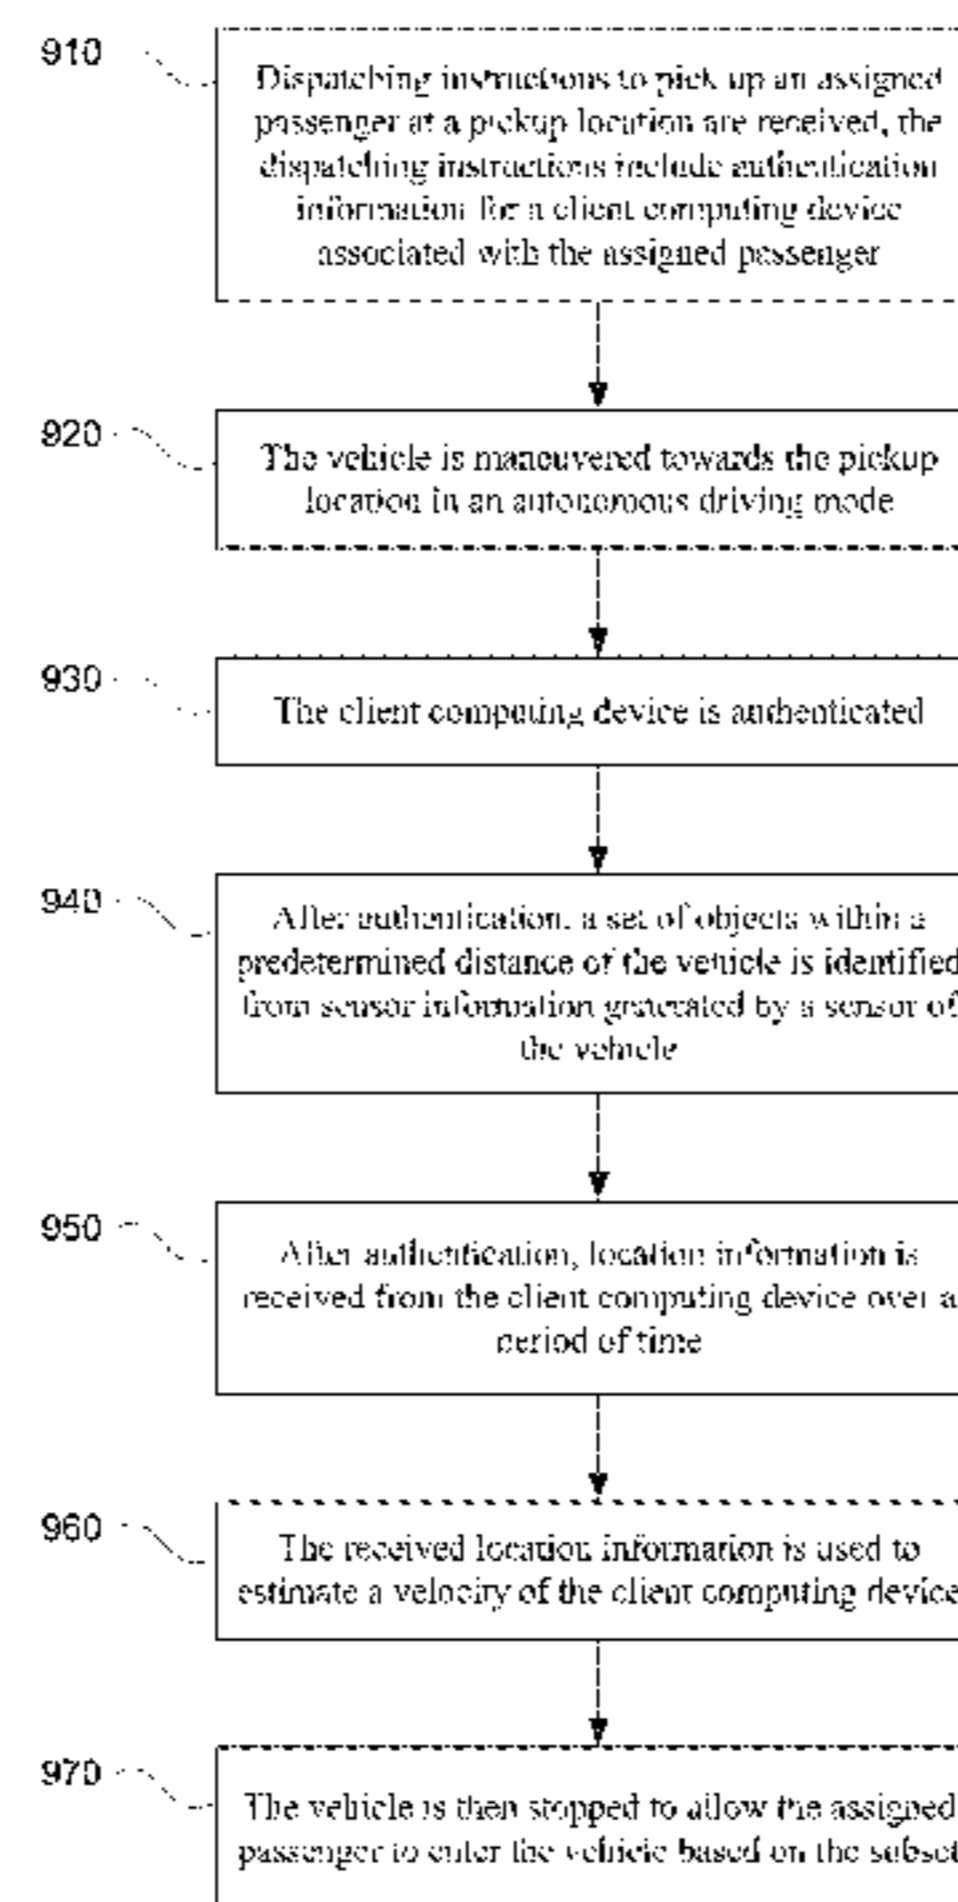 910
Dispatching instructions to pick up an assigned
passenger at a pickup location are received, the
dispatching instructions include authentication
information for a client computing device
associated with the assigned passenger
920
The vehicle is maneuvered towards the pickup
location in an autonomous driving mode
930
The client computing device is authenticated
940
After authentication, a set of objects within a
predetermined distance of the vehicle is identified
from sensor information generated by a sensor of
the vehicle
950
After authentication, location information is
received from the client computing device over a
period of time
960
The received location information is used to
estimate a velocity of the client computing device
970
The vehicle is then stopped to allow the assigned
passenger to enter the vehicle based on the subset